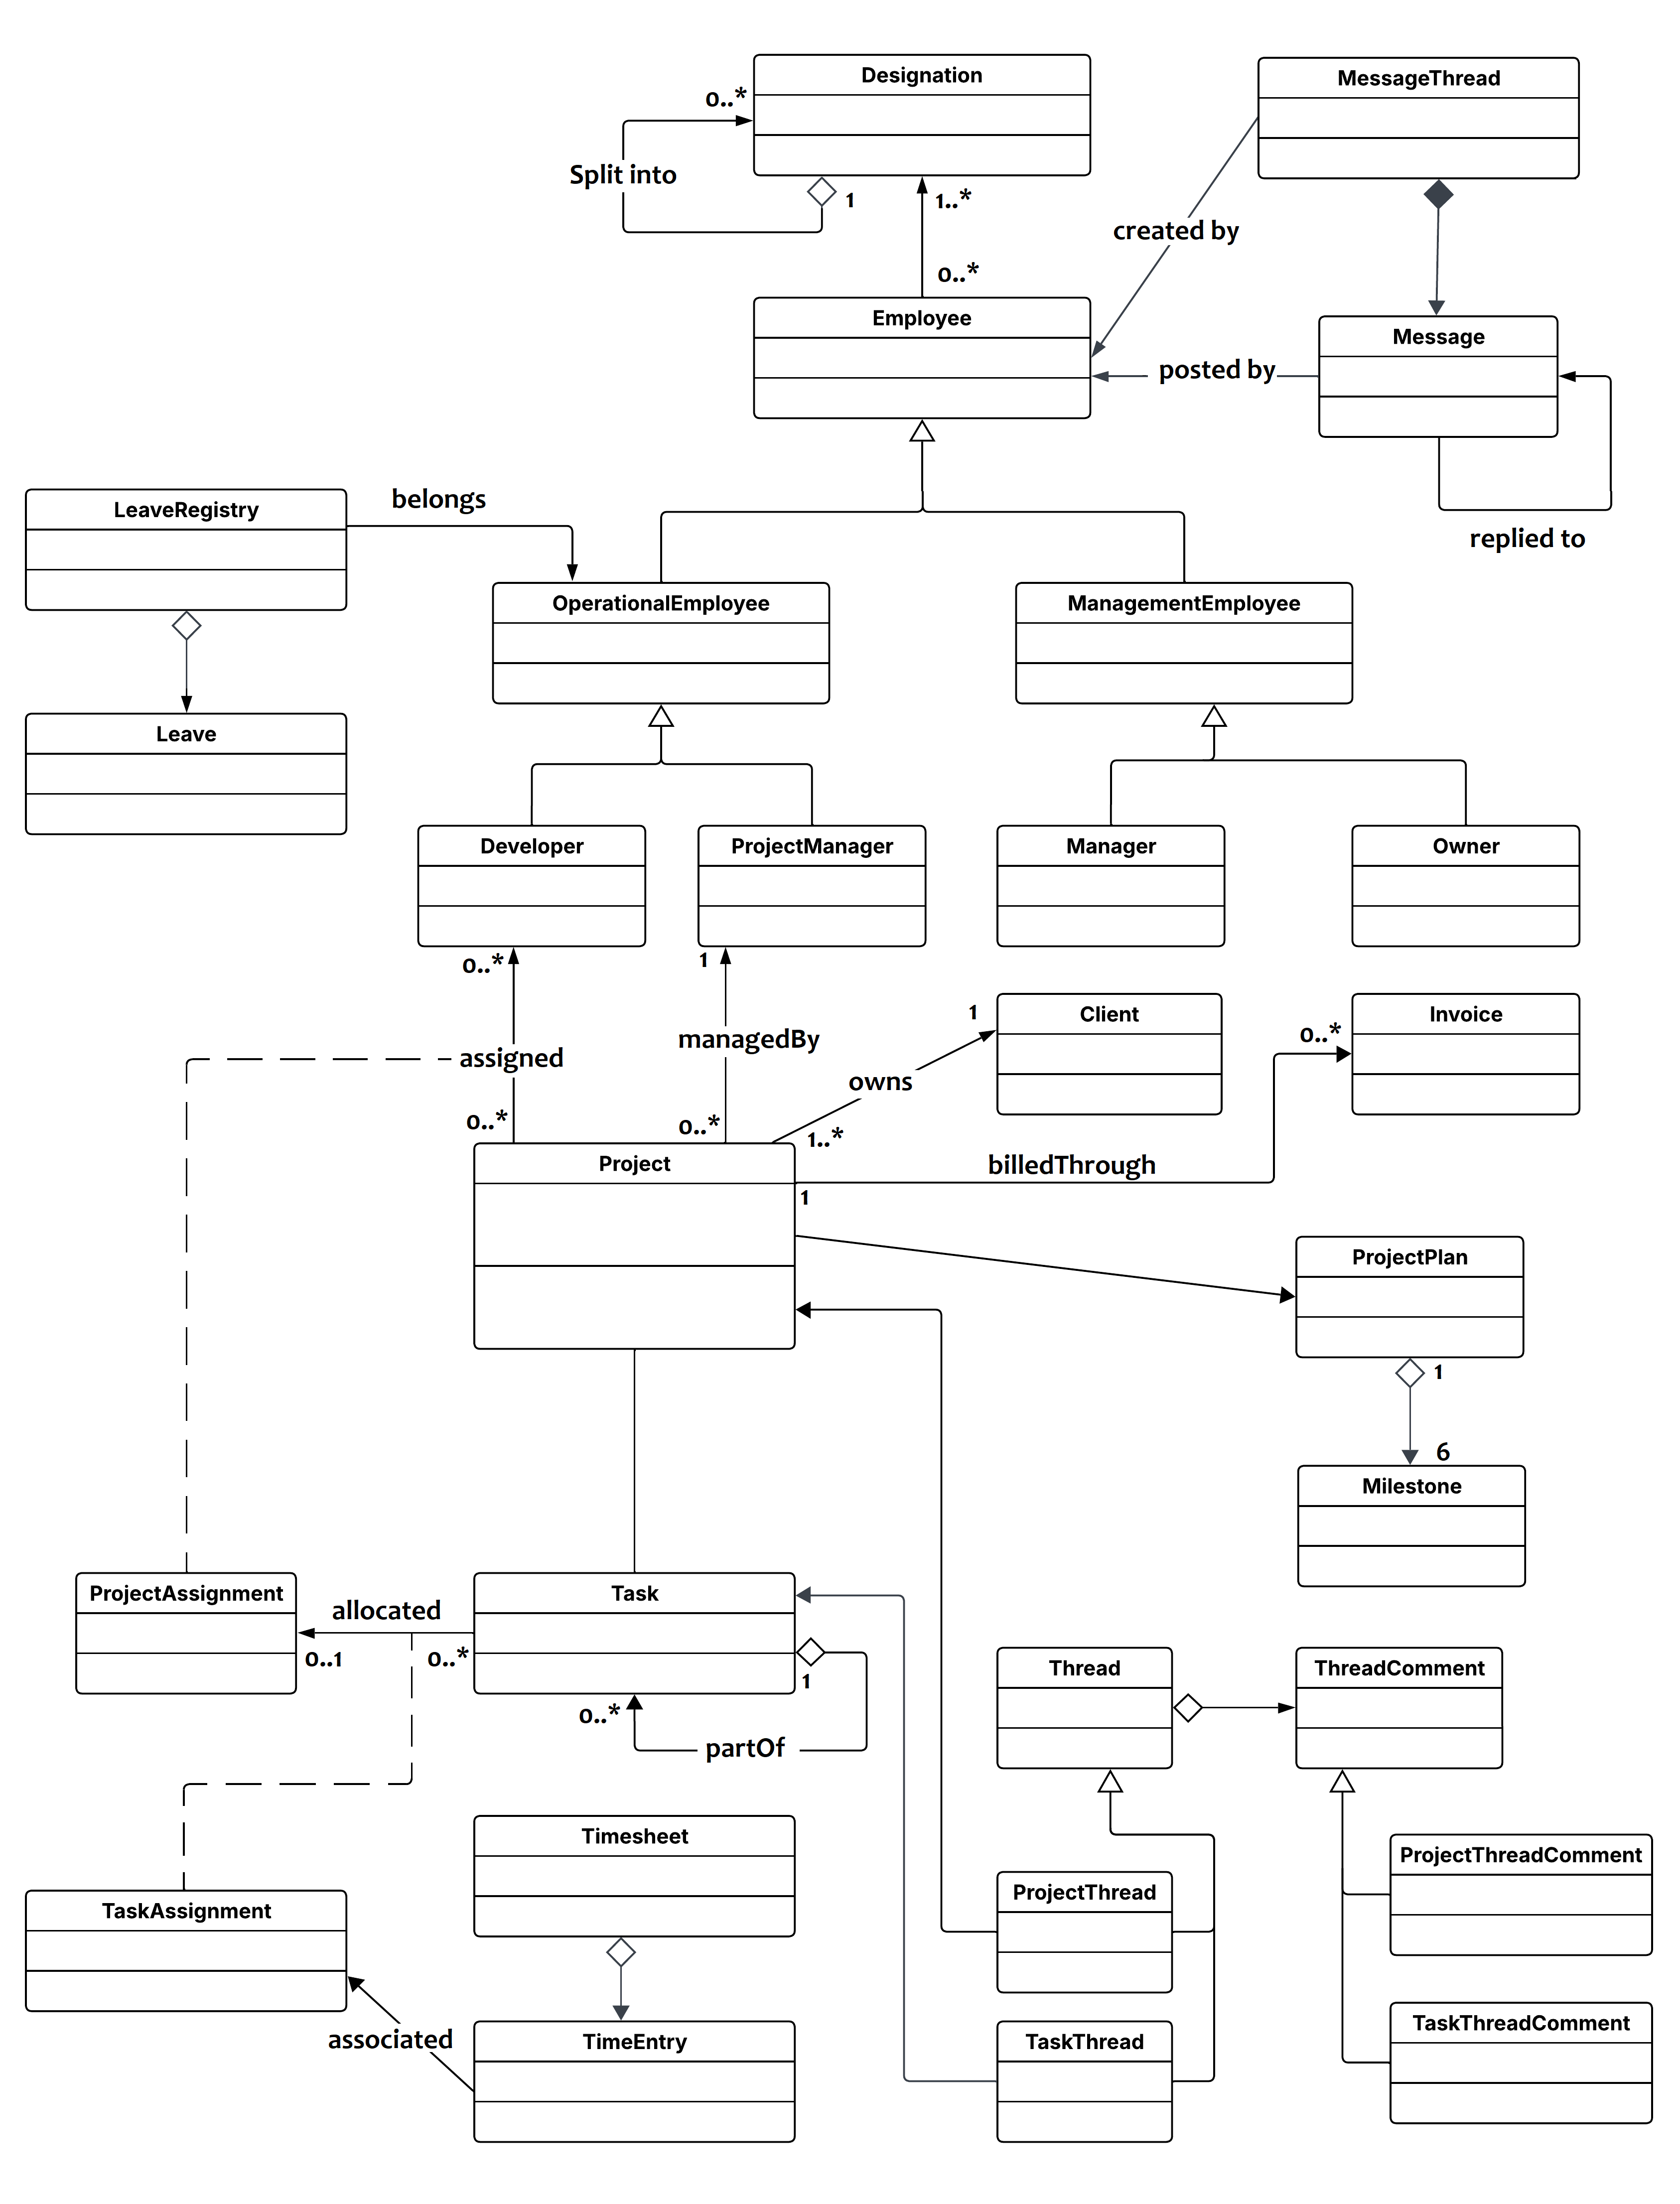 Designation
MessageThread
0..*
Split into
1
1..*
created by
0..*
Employee
Message
posted by
replied to
LeaveRegistry
belongs
OperationalEmployee
ManagementEmployee
Leave
Developer
ProjectManager
Manager
Owner
0..*
1
assigned
managedBy
0..*
0..*
1
Client
0..*
Invoice
owns
1..*
Project
1
billedThrough
ProjectPlan
1
6
Milestone
ProjectAssignment
allocated
0..1
0..*
Task
1
0..*
partOf
Thread
ThreadComment
Timesheet
ProjectThread
ProjectThreadComment
TaskAssignment
associated
TimeEntry
TaskThread
TaskThreadComment